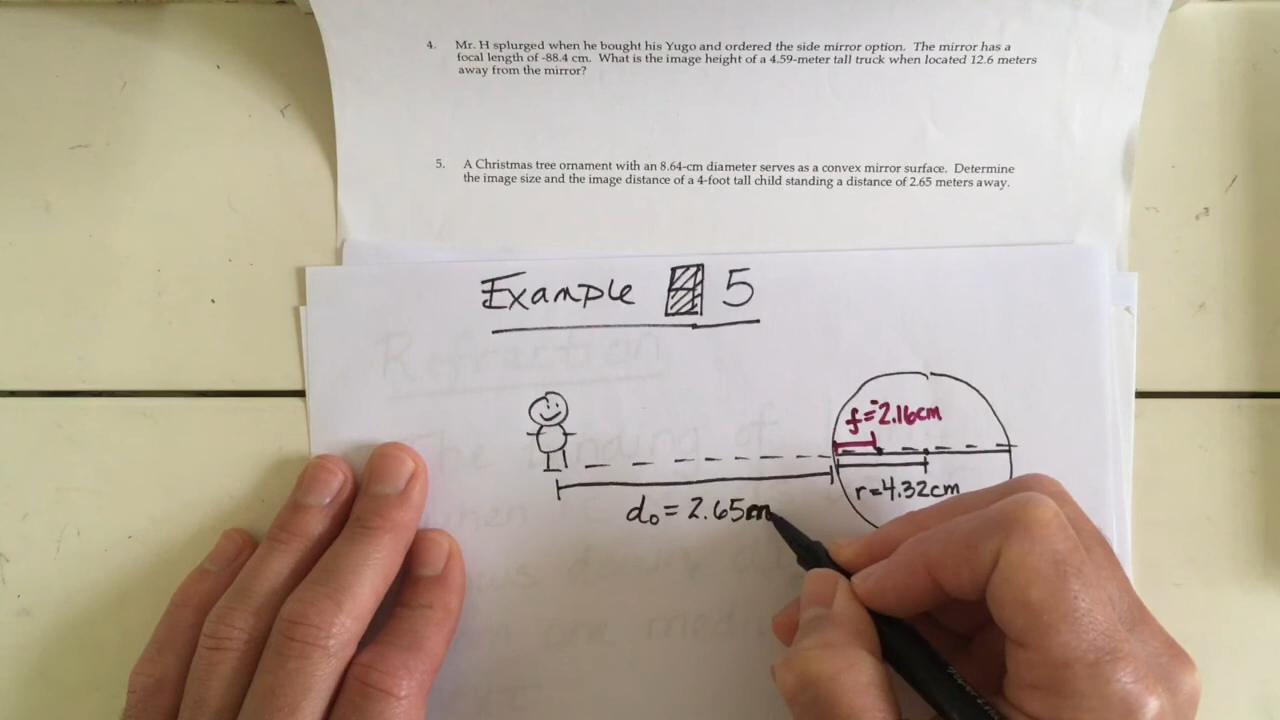 4. Mr. H splurged when he bought his Yugo and ordered the side mirror option. The mirror has a
focal length of -88.4 cm. What is the image height of a 4.59-meter tall truck when located 12.6 meters
away from the mirror?
5. A Christmas tree ornament with an 8.64-cm diameter serves as a convex mirror surface. Determine
the image size and the image distance of a 4-foot tall child standing a distance of 2.65 meters away.
Example 5
Refraction
f=-2.16cm
r=4.32cm
do = 2.65m